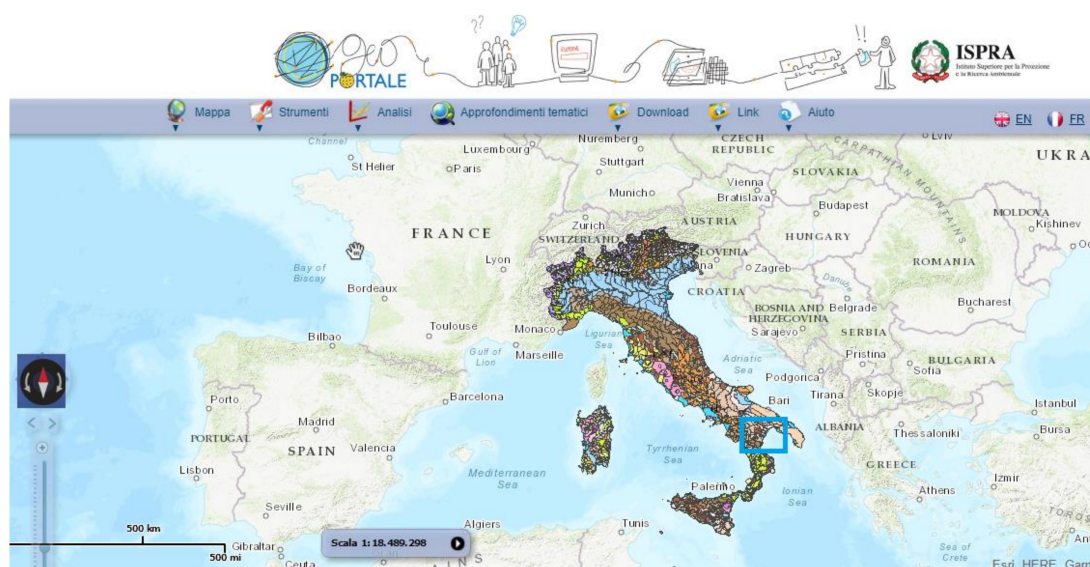 ??
geo
PORTALE
!!
ISPRA
Istituto Superiore per la Protezione
e la Ricerca Ambientale
Mappa Strumenti Analisi Approfondimenti tematici Download Link Aiuto EN FR
Channel
Luxembourg
Nuremberg
CZECH
REPUBLIC
CARPATHIAN MOUNTAINS
UKRA
St Helier
Paris
Stuttgart
SLOVAKIA
Munich
Vienna
Bratislava
Budapest
MOLDOVA
Kishinev
FRANCE
Zurich
SWITZERLAND
AUSTRIA
HUNGARY
Lyon
LOVENIA
Zagreb
ROMANIA
Bay of
Biscay
Bordeaux
CROATIA
Danube
Bucharest
BOSNIA AND
HERZEGOVINA
Belgrade
Sarajevo
SERBIA
Bilbao
Toulouse
Monaco
Marseille
Ligurian
Sea
Gulf of
Lion
Adriatic
Sea
Pristina
Sofia
BULGARIA
Podgorica
Skopje
Porto
Barcelona
Bari
Tirana
Istanbul
Madrid
ALBANIA
Thessaloniki
Bursa
PORTUGAL
SPAIN
Valencia
Tyrrhenian
Sea
GREECE
Lisbon
Mediterranean
Sea
Palermo
Ionian
Sea
Athens
Izmir
Seville
500 km
500 mi
Gibraltar
Ceuta
Scala 1:18.489.298
Algiers
Tunis
Sea of
Crete
Esri, HERE, Garm